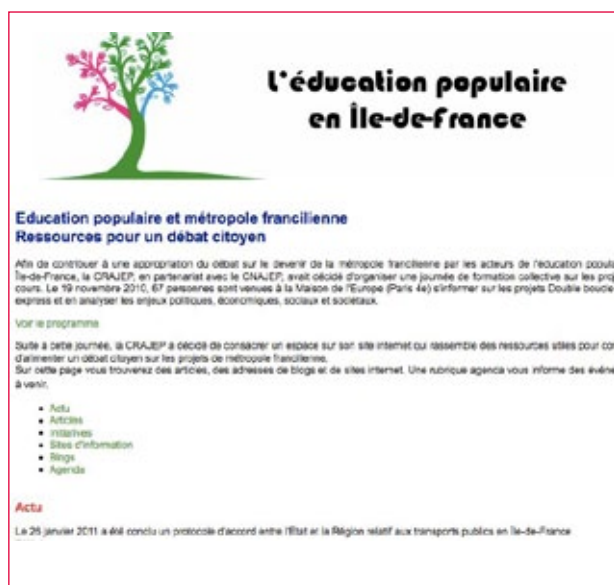 L'éducation populaire
en Île-de-France
Education populaire et métropole francilienne
Ressources pour un débat citoyen
Afin de contribuer à une appropriation du débat sur le devenir de la métropole francilienne par les acteurs de l'éducation popula
Île-de-France, la CRAJEP, en partenariat avec le CNAJEP, avait décidé d'organiser une journée de formation collective sur les proj
cours. Le 19 novembre 2010, 67 personnes sont venues à la Maison de l'Europe (Paris 4e) s'informer sur les projets Double boucle
express et en analyser les enjeux politiques, économiques, sociaux et sociétaux.
Voir le programme
Suite à cette journée, la CRAJEP a décidé de consacrer un espace sur son site internet qui rassemble des ressources utiles pour con
d'alimenter un débat citoyen sur les projets de métropole francilienne.
Sur cette page vous trouverez des articles, des adresses de blogs et de sites internet. Une rubrique agenda vous informe des événe
à venir.
Actu
Articles
Initiatives
Sites d'information
Blogs
Agenda
Actu
Le 26 janvier 2011 a été conclu un protocole d'accord entre l'État et la Région relatif aux transports publics en Île-de-France